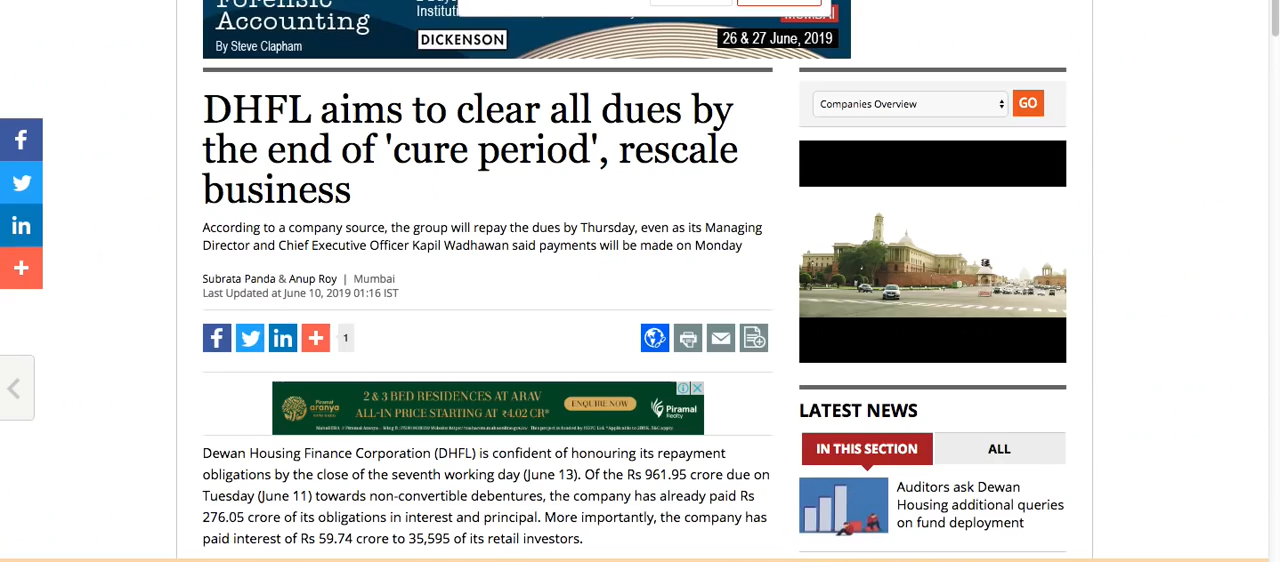 Forensic
Accounting
By Steve Clapham
Instituti
DICKENSON
MUMBAI
26 & 27 June, 2019
DHFL aims to clear all dues by
the end of 'cure period', rescale
business
According to a company source, the group will repay the dues by Thursday, even as its Managing
Director and Chief Executive Officer Kapil Wadhawan said payments will be made on Monday
Subrata Panda & Anup Roy | Mumbai
Last Updated at June 10, 2019 01:16 IST
1
Piramal
aranya
2 & 3 BED RESIDENCES AT ARAV
ALL-IN PRICE STARTING AT ₹4.02 CR*
ENQUIRE NOW
Piramal
Realty
Dewan Housing Finance Corporation (DHFL) is confident of honouring its repayment
obligations by the close of the seventh working day (June 13). Of the Rs 961.95 crore due on
Tuesday (June 11) towards non-convertible debentures, the company has already paid Rs
276.05 crore of its obligations in interest and principal. More importantly, the company has
paid interest of Rs 59.74 crore to 35,595 of its retail investors.
Companies Overview
GO
LATEST NEWS
IN THIS SECTION
ALL
Auditors ask Dewan
Housing additional queries
on fund deployment